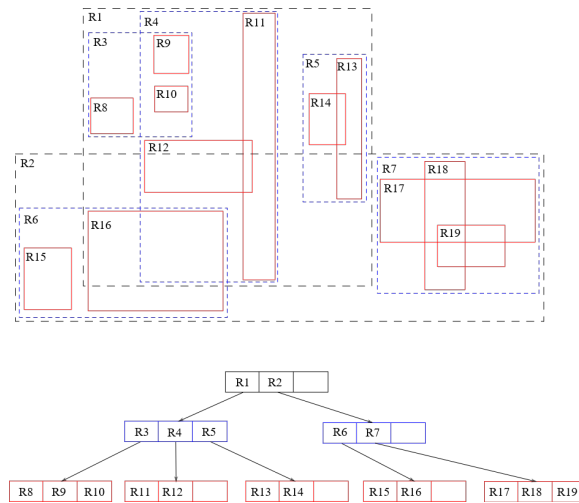 R1
R4
R11
R3
R9
R5
R13
R10
R14
R8
R12
R2
R7
R18
R17
R6
R16
R19
R15
R1 R2
R3 R4 R5
R6 R7
R8 R9 R10
R11 R12
R13 R14
R15 R16
R17 R18 R19